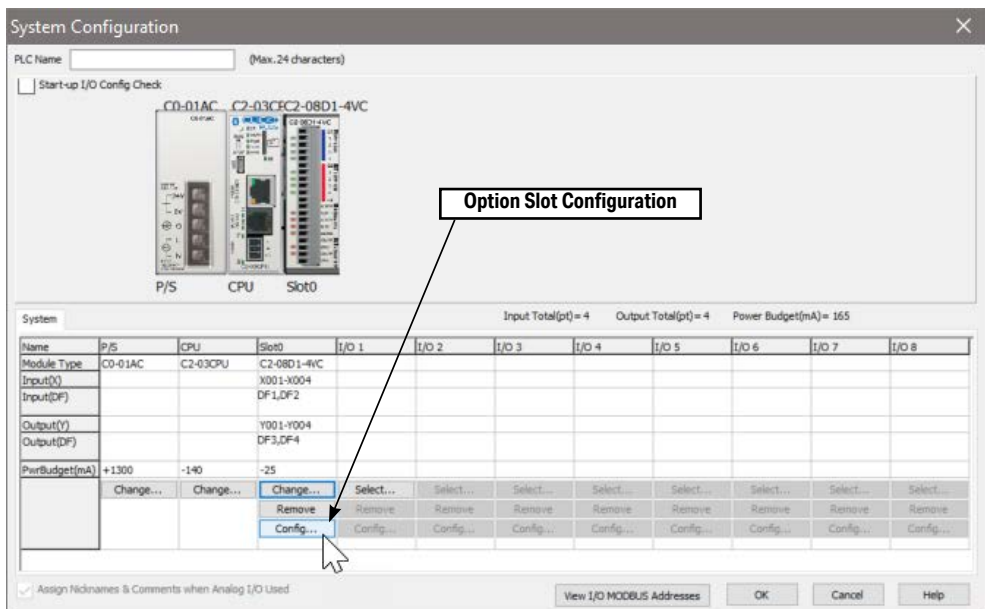 System Configuration
PLC Name (Max.24 characters)
Start-up I/O Config Check
C0-01AC C2-03CFC2-08D1-4VC
Option Slot Configuration
P/S CPU Slot0
System Input Total(pt)= 4 Output Total(pt)= 4 Power Budget(mA)= 165
Name P/S CPU Slot0 I/O 1 I/O 2 I/O 3 I/O 4 I/O 5 I/O 6 I/O 7 I/O 8
Module Type C0-01AC C2-03CPU C2-08D1-4VC
Input(X) X001-X004
Input(DF) DF1,DF2
Output(Y) Y001-Y004
Output(DF) DF3,DF4
PwrBudget(mA) +1300 -140 -25
Change... Change... Change... Select... Select... Select... Select... Select... Select... Select... Select...
Remove Remove Remove Remove Remove Remove Remove Remove Remove
Config... Config... Config... Config... Config... Config... Config... Config... Config...
Assign Nicknames & Comments when Analog I/O Used View I/O MODBUS Addresses OK Cancel Help